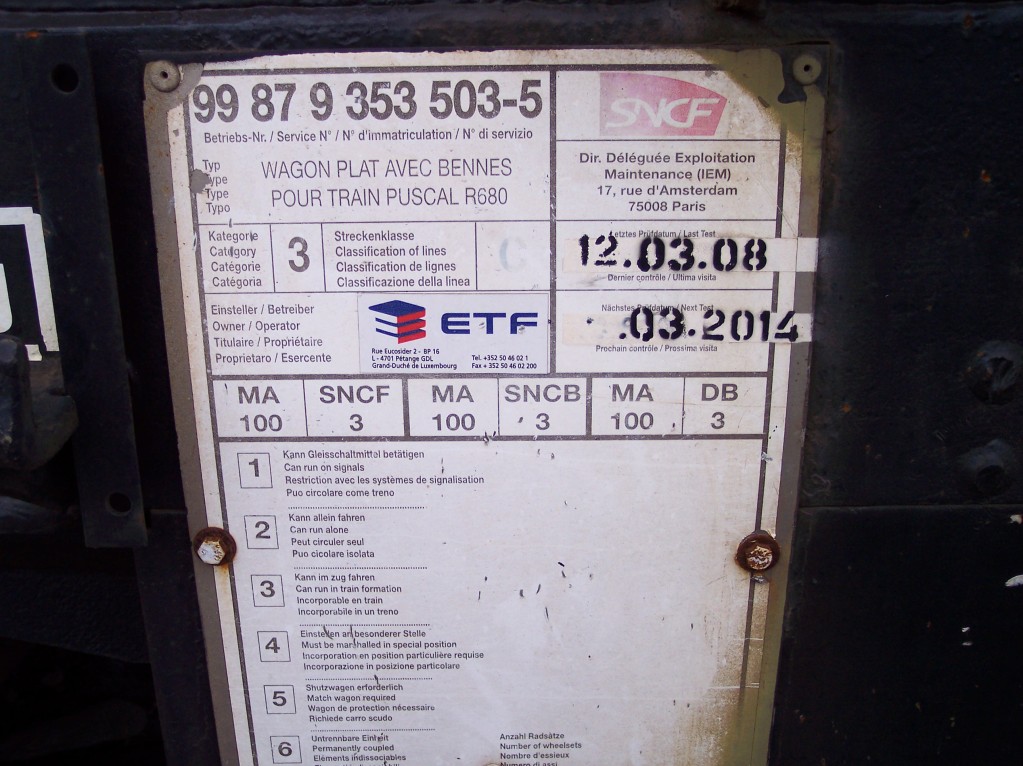 99 87 9 353 503-5
Betriebs-Nr. / Service N° / N° d'immatriculation / N° di servizio
SNCF
Typ
Type
Type
Typo
WAGON PLAT AVEC BENNES
POUR TRAIN PUSCAL R680
Dir. Déléguée Exploitation
Maintenance (IEM)
17, rue d'Amsterdam
75008 Paris
Kategorie
Category
Catégorie
Categoria
3
Streckenklasse
Classification of lines
Classification de lignes
Classificazione della linea
C
Letztes Prüfdatum / Last Test
12.03.08
Dernier contrôle / Ultima visita
Einsteller / Betreiber
Owner / Operator
Titulaire / Propriétaire
Proprietaro / Esercente
ETF
Rue Eucosider 2 - BP 16
L - 4701 Pétange GDL
Grand-Duché de Luxembourg
Tel. +352 50 46 02 1
Fax + 352 50 46 02 200
Nächstes Prüfdatum / Next Test
.03.2014
Prochain contrôle / Prossima visita
MA SNCF MA SNCB MA DB
100 3 100 3 100 3
1
Kann Gleisschaltmittel betätigen
Can run on signals
Restriction avec les systèmes de signalisation
Puo circolare come treno
2
Kann allein fahren
Can run alone
Peut circuler seul
Puo cicolare isolata
3
Kann im zug fahren
Can run in train formation
Incorporable en train
Incorporabile in un treno
4
Einstellen an besonderer Stelle
Must be marshalled in special position
Incorporation en position particulière requise
Incorporazione in posizione particolare
5
Shutzwagen erforderlich
Match wagon required
Wagon de protection nécessaire
Richiede carro scudo
6
Untrennbare Einheit
Permanently coupled
Eléments indissociables
Anzahl Radsätze
Number of wheelsets
Nombre d'essieux
Numero di assi